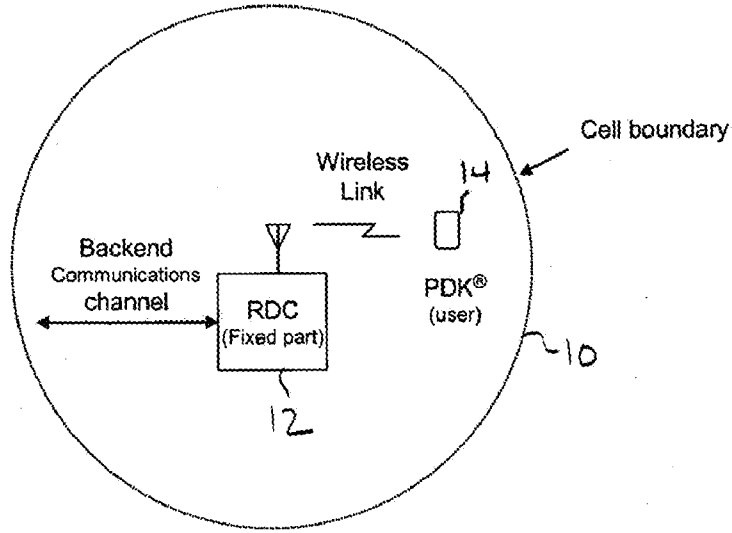 Cell boundary
Wireless
Link
14
Backend
Communications
channel
PDK®
(user)
RDC
(Fixed part)
10
12